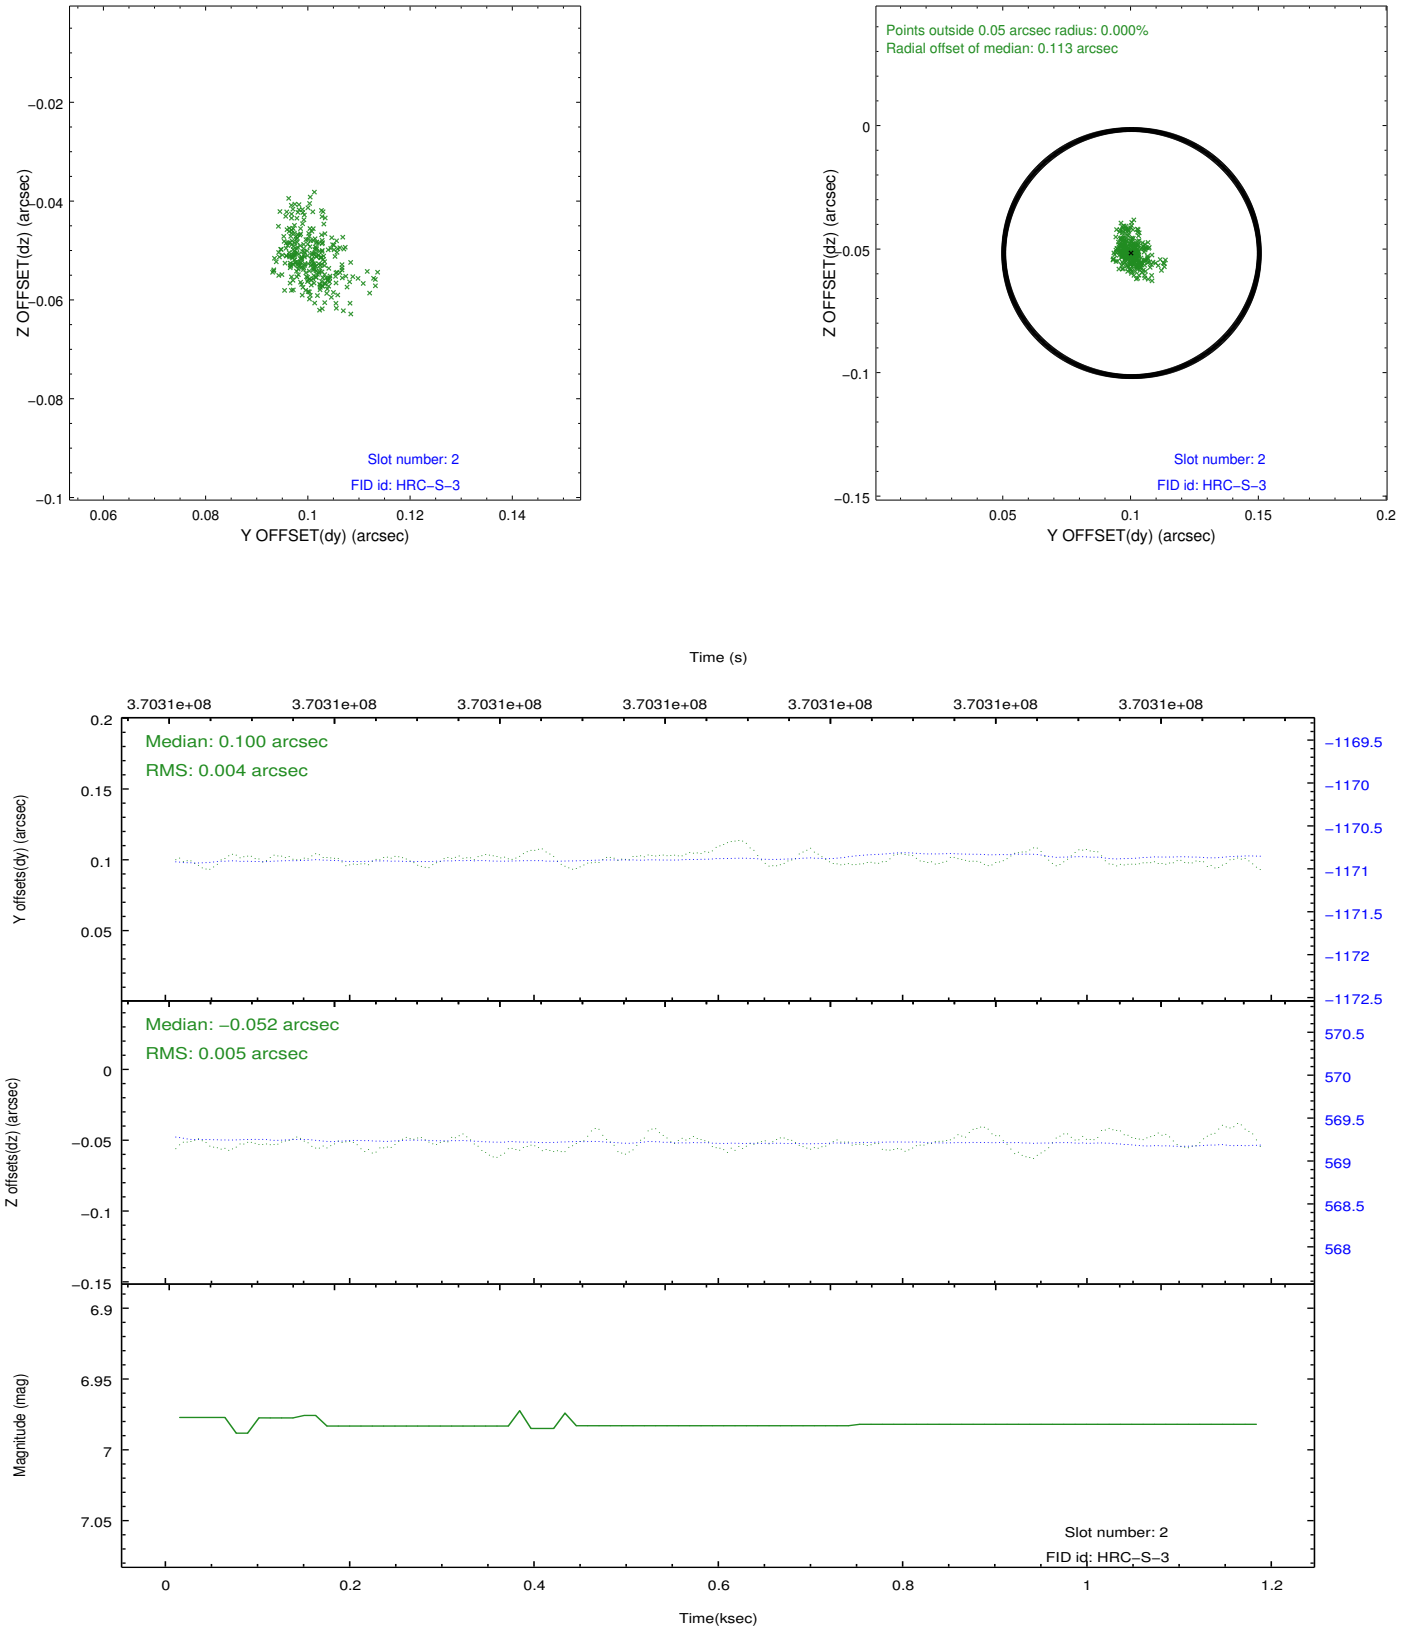 −0.02
−0.04
−0.06
−0.08
−0.1
Z OFFSET(dz) (arcsec)
0.06
0.08
0.1
0.12
0.14
Y OFFSET(dy) (arcsec)
Slot number: 2
FID id: HRC−S−3
Points outside 0.05 arcsec radius: 0.000%
Radial offset of median: 0.113 arcsec
0
−0.05
−0.1
−0.15
Z OFFSET(dz) (arcsec)
0.05
0.1
0.15
0.2
Y OFFSET(dy) (arcsec)
Slot number: 2
FID id: HRC−S−3
Time (s)
3.7031e+08
3.7031e+08
3.7031e+08
3.7031e+08
3.7031e+08
3.7031e+08
3.7031e+08
Median: 0.100 arcsec
RMS: 0.004 arcsec
0.2
0.15
0.1
0.05
Y offsets(dy) (arcsec)
−1169.5
−1170
−1170.5
−1171
−1171.5
−1172
−1172.5
Median: −0.052 arcsec
RMS: 0.005 arcsec
0
−0.05
−0.1
−0.15
Z offsets(dz) (arcsec)
570.5
570
569.5
569
568.5
568
6.9
6.95
7
7.05
Magnitude (mag)
Slot number: 2
FID id: HRC−S−3
0
0.2
0.4
0.6
0.8
1
1.2
Time(ksec)